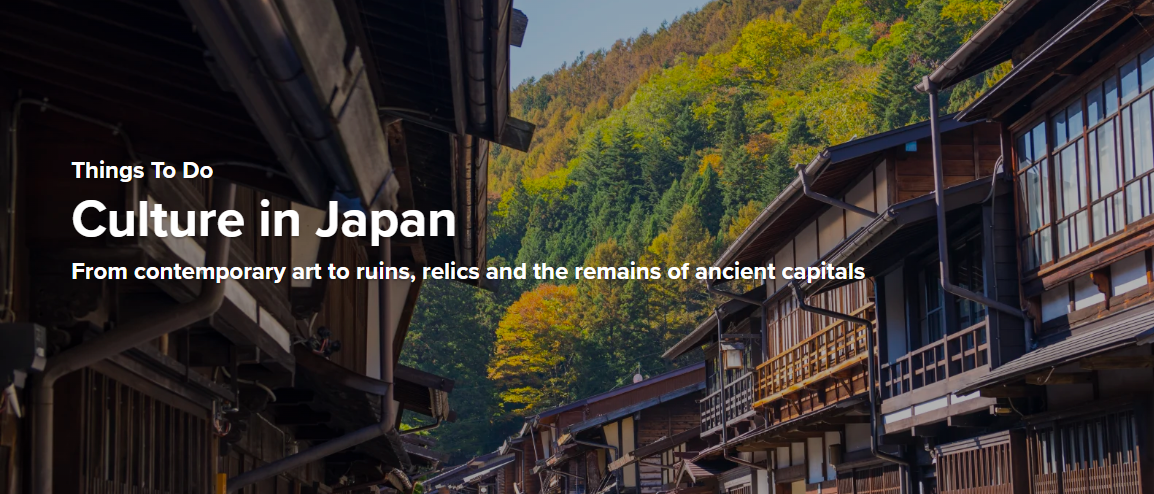 Things To Do
Culture in Japan
From contemporary art to ruins, relics and the remains of ancient capitals